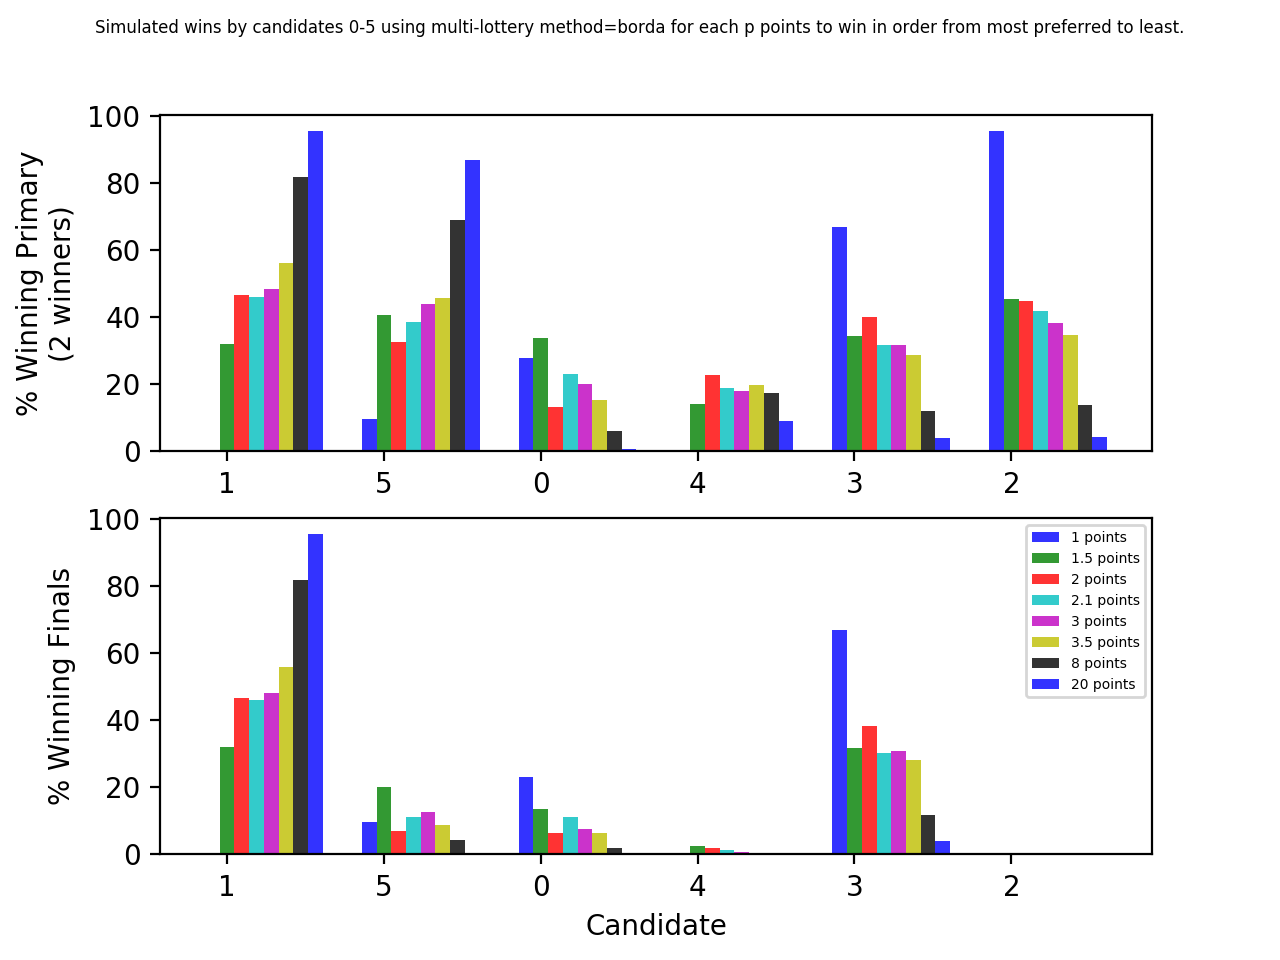 Simulated wins by candidates 0-5 using multi-lottery method=borda for each p points to win in order from most preferred to least.
% Winning Primary
(2 winners)
100
80
60
40
20
0
1 5 0 4 3 2
% Winning Finals
100
80
60
40
20
0
1 points
1.5 points
2 points
2.1 points
3 points
3.5 points
8 points
20 points
1 5 0 4 3 2
Candidate